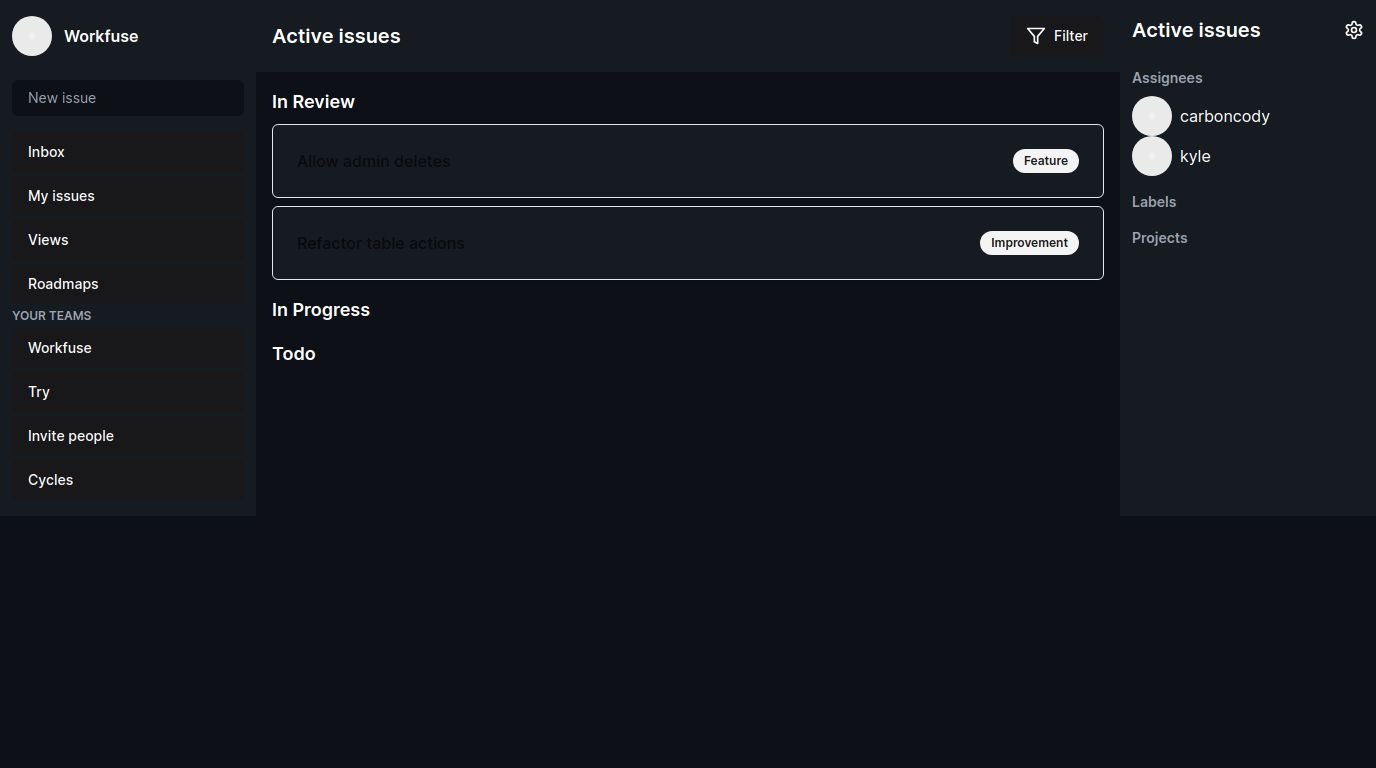 Workfuse
New issue
Inbox
My issues
Views
Roadmaps
YOUR TEAMS
Workfuse
Try
Invite people
Cycles
Active issues
Filter
In Review
Allow admin deletes
Feature
Refactor table actions
Improvement
In Progress
Todo
Active issues
Assignees
carboncody
kyle
Labels
Projects